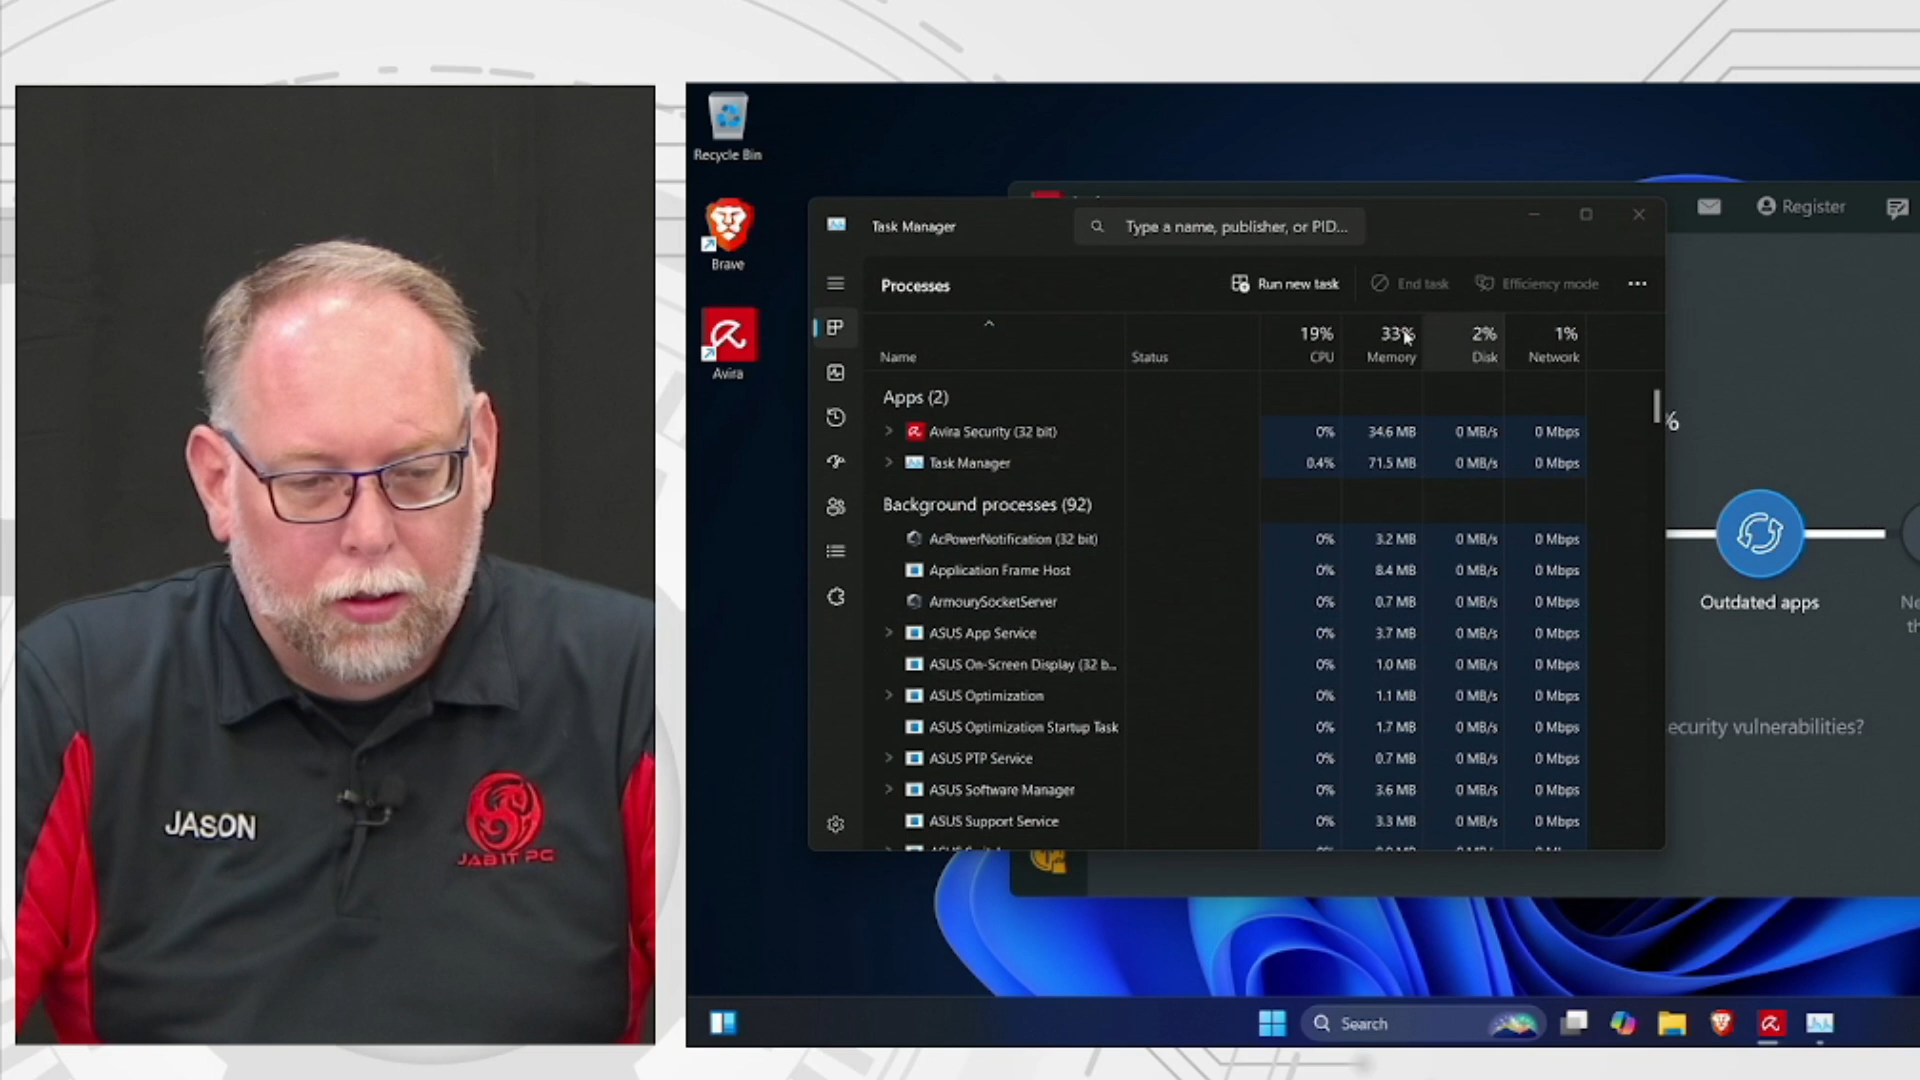 JASON
JABIT PC
Recycle Bin
Brave
Avira
Task Manager
Type a name, publisher, or PID...
Register
Processes
Run new task
End task
Efficiency mode
...
Name
Status
19%
CPU
33%
Memory
2%
Disk
1%
Network
Apps (2)
Avira Security (32 bit) 0% 34.6 MB 0 MB/s 0 Mbps
Task Manager 0.4% 71.5 MB 0 MB/s 0 Mbps
Background processes (92)
AcPowerNotification (32 bit) 0% 3.2 MB 0 MB/s 0 Mbps
Application Frame Host 0% 8.4 MB 0 MB/s 0 Mbps
ArmourySocketServer 0% 0.7 MB 0 MB/s 0 Mbps
ASUS App Service 0% 3.7 MB 0 MB/s 0 Mbps
ASUS On-Screen Display (32 b... 0% 1.0 MB 0 MB/s 0 Mbps
ASUS Optimization 0% 1.1 MB 0 MB/s 0 Mbps
ASUS Optimization Startup Task 0% 1.7 MB 0 MB/s 0 Mbps
ASUS PTP Service 0% 0.7 MB 0 MB/s 0 Mbps
ASUS Software Manager 0% 3.6 MB 0 MB/s 0 Mbps
ASUS Support Service 0% 3.3 MB 0 MB/s 0 Mbps
%
Outdated apps
Ne
th
ecurity vulnerabilities?
Search